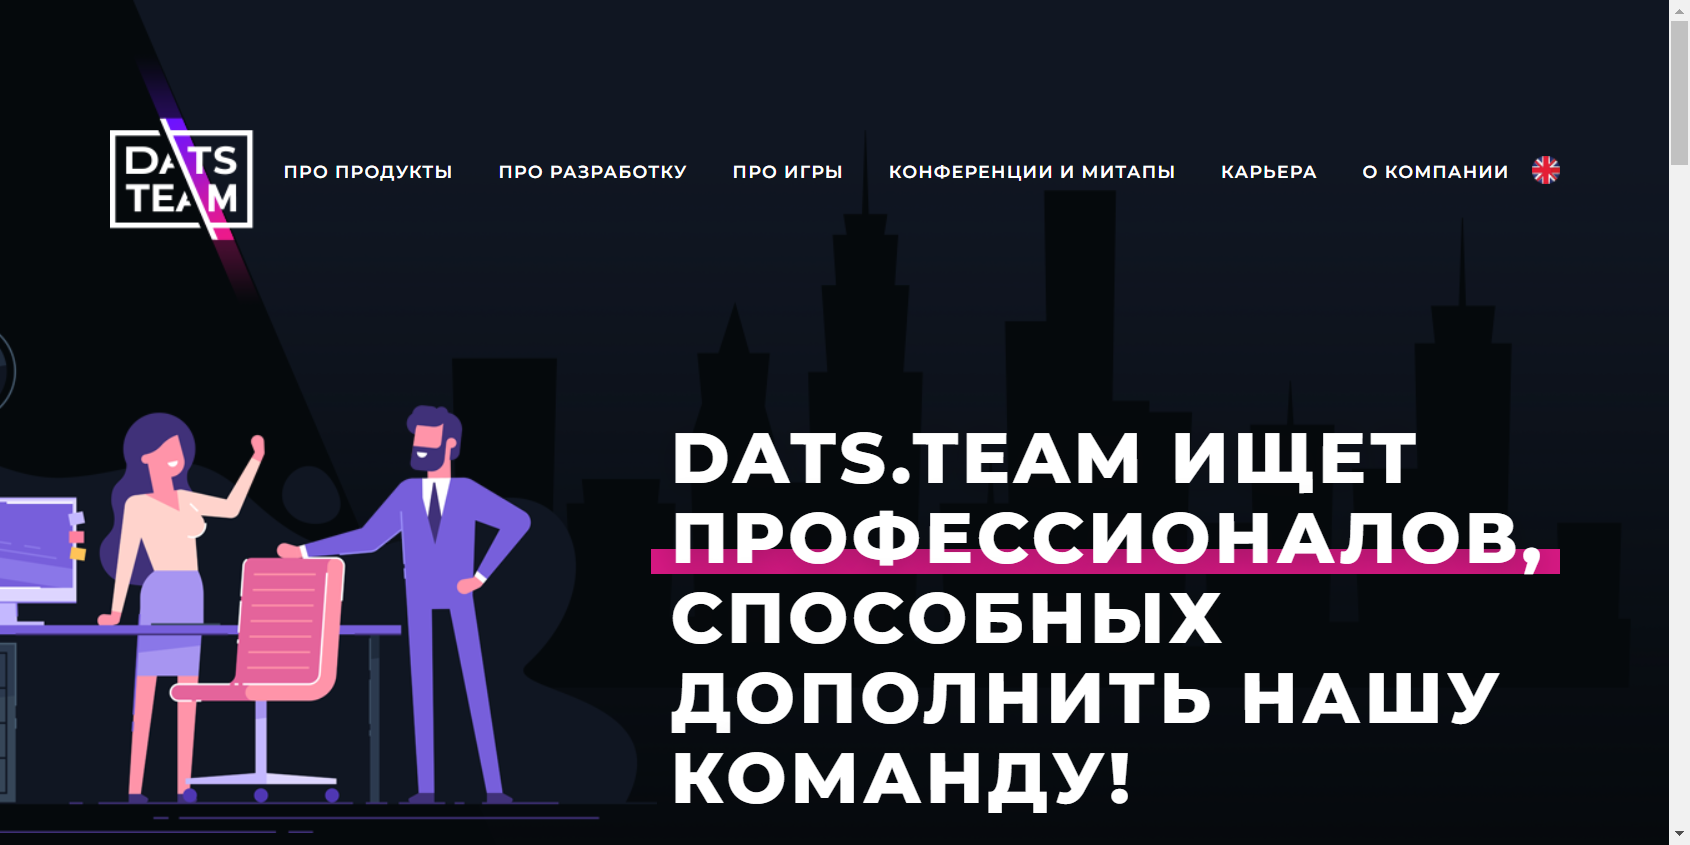 DATS
TEAM
ПРО ПРОДУКТЫ
ПРО РАЗРАБОТКУ
ПРО ИГРЫ
КОНФЕРЕНЦИИ И МИТАПЫ
КАРЬЕРА
О КОМПАНИИ
DATS.TEAM ИЩЕТ
ПРОФЕССИОНАЛОВ,
СПОСОБНЫХ
ДОПОЛНИТЬ НАШУ
КОМАНДУ!